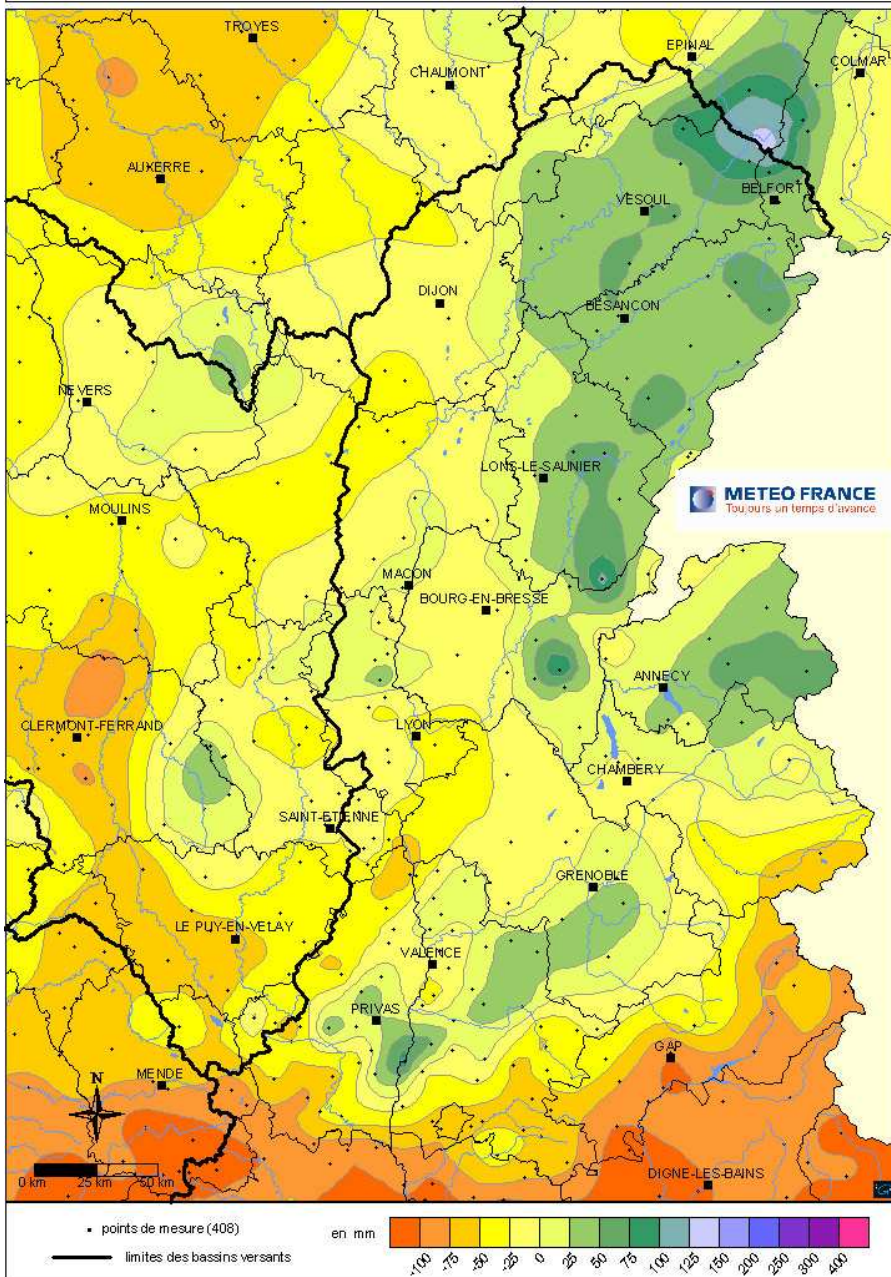 TROYES
EPINAL
CHAUMONT
COLMAR
AUXERRE
BELFORT
VESOUL
DIJON
BESANCON
NEVERS
LONS-LE-SAUNIER
METEO FRANCE
Toujours un temps d'avance
MOULINS
MACON
BOURG-EN-BRESSE
ANNECY
CLERMONT-FERRAND
LYON
CHAMBERY
SAINT-ETIENNE
GRENOBLE
LE PUY-EN-VELAY
VALENCE
PRIVAS
GAP
MENDE
N
DIGNE-LES-BAINS
0 km 25 km 50 km
points de mesure (408)
limites des bassins versants
en mm
-100 -75 -50 -25 0 25 50 75 100 150 200 250 300 400